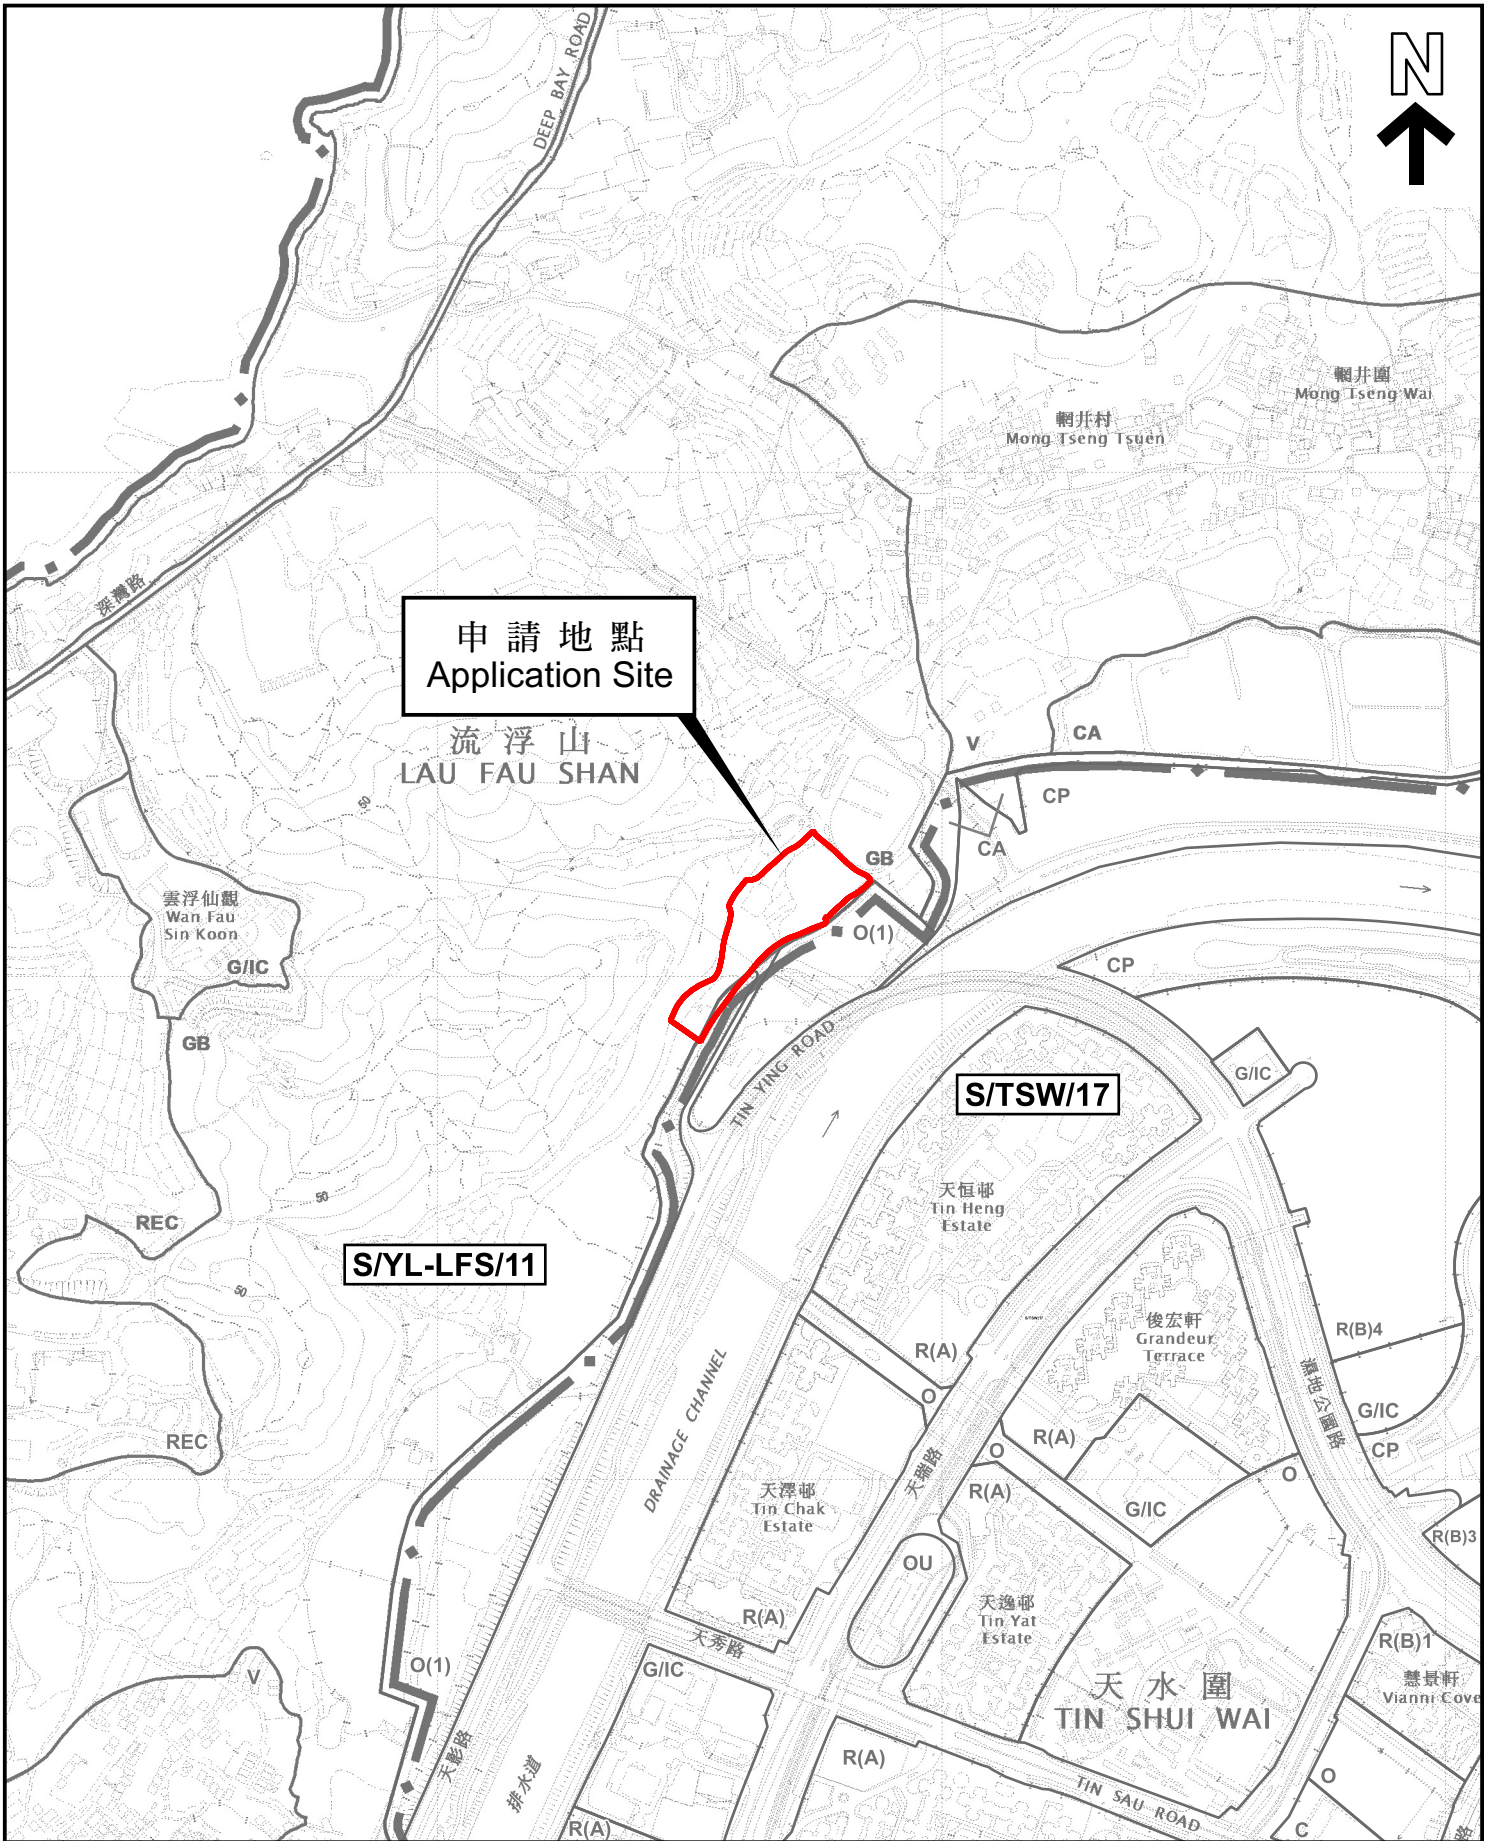 N
DEEP BAY ROAD
輞井圍
Mong Tseng Wai
輞井村
Mong Tseng Tsuen
深灣路
申請地點
Application Site
流浮山
LAU FAU SHAN
50
V
CA
CP
CA
GB
O(1)
雲浮仙觀
Wan Fau
Sin Koon
G/IC
GB
CP
TIN YING ROAD
G/IC
S/TSW/17
天恒邨
Tin Heng
Estate
50
REC
S/YL-LFS/11
50
俊宏軒
Grandeur
Terrace
R(B)4
R(A)
濕地公園路
DRAINAGE CHANNEL
O
G/IC
REC
R(A)
O
CP
天瑞路
O
天澤邨
Tin Chak
Estate
R(A)
G/IC
R(B)3
OU
天逸邨
Tin Yat
Estate
R(A)
天秀路
R(B)1
O(1)
G/IC
V
慧景軒
Vianni Cove
天水圍
TIN SHUI WAI
天影路
排水道
R(A)
TIN SAU ROAD
O
R(A)
C
路